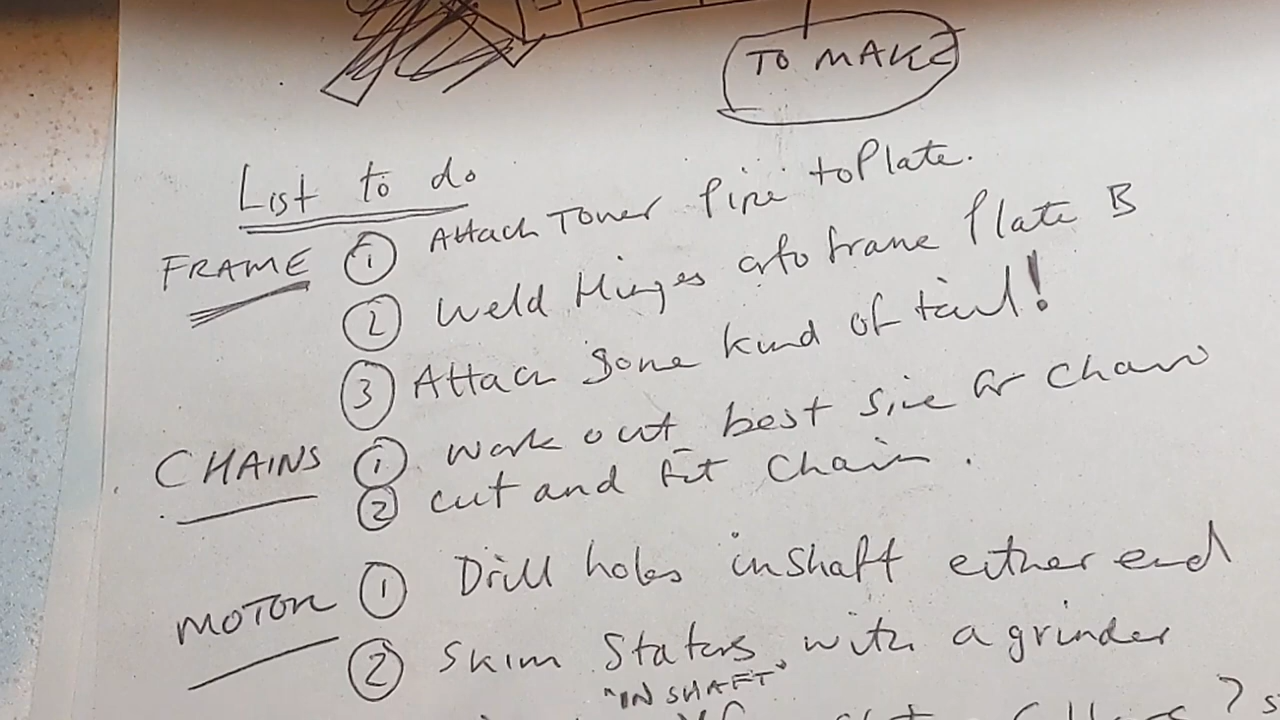 TO MAKE
List to do
FRAME ① Attach Tower Pipe to Plate.
② Weld Hinges onto frame Plate B
③ Attach Some kind of tail!
CHAINS ① Work out best size for chain
② cut and fit Chain.
MOTOR ① Drill holes in shaft either end
② Skim Stators with a grinder
"IN SHAFT"